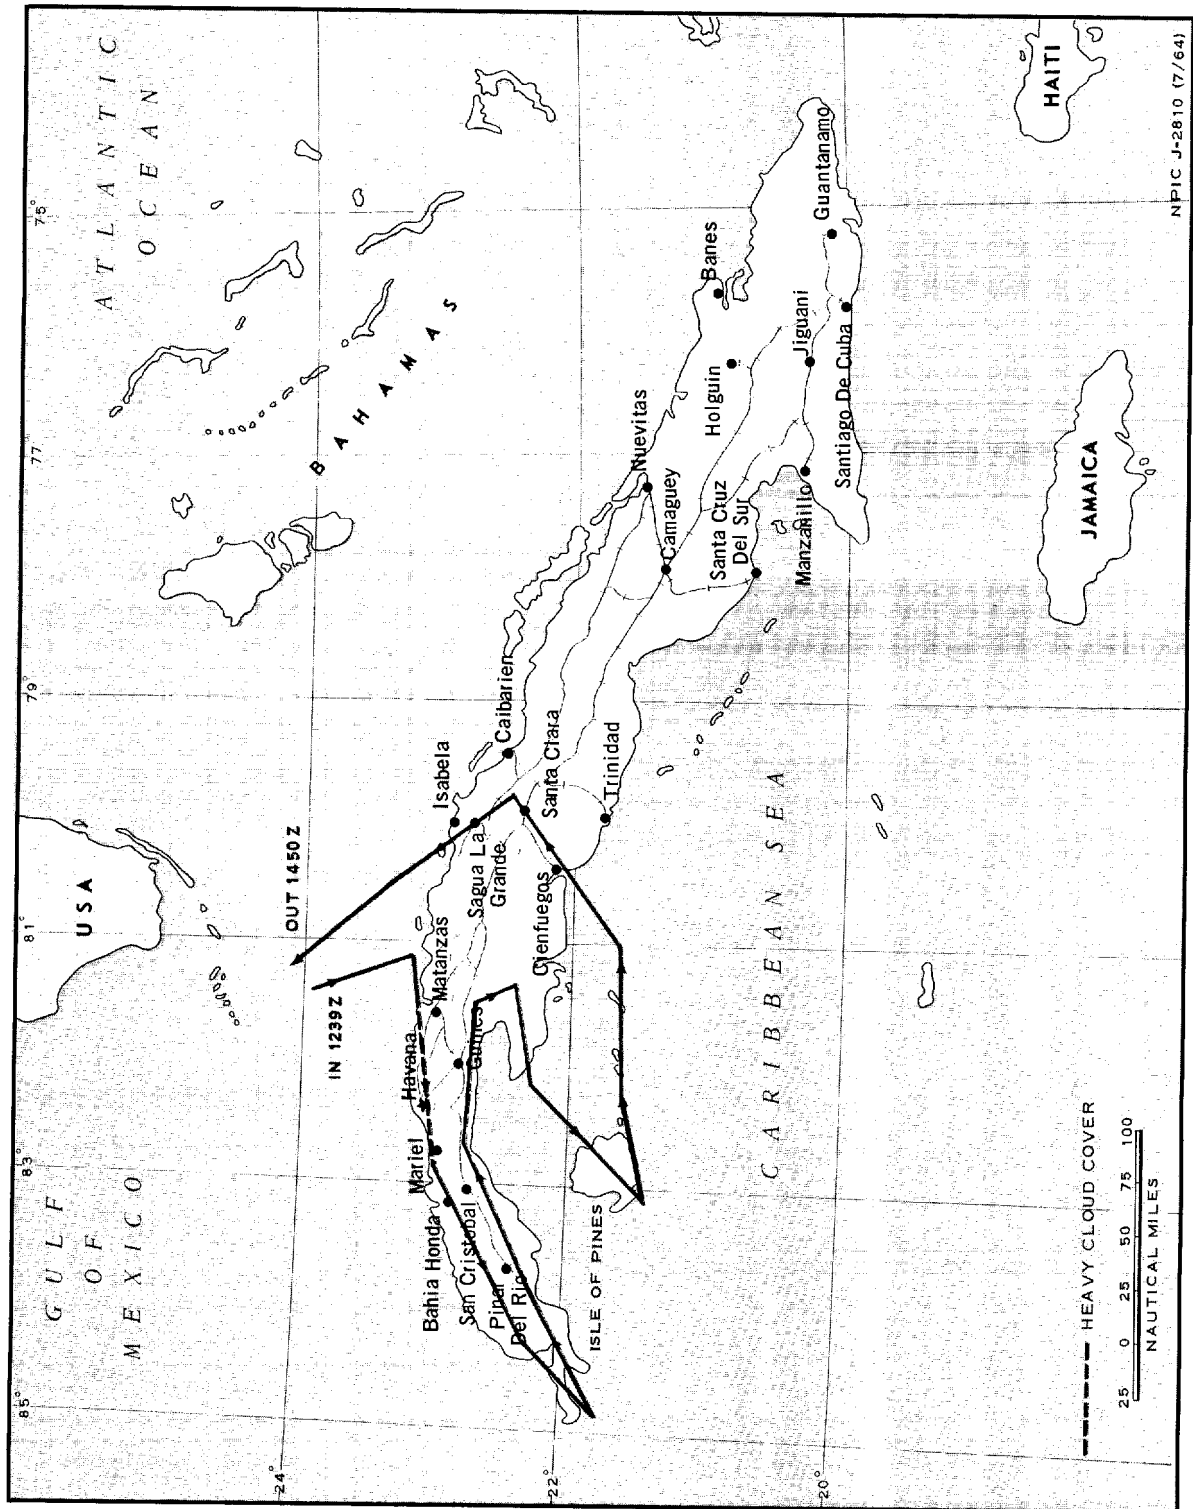 85°
83
81
79°
77
75°
24°
22°
20°
GULF
OF
MEXICO
USA
ATLANTIC
OCEAN
BAHAMAS
IN 1239Z
OUT 1450Z
Bahia Honda
Mariel
Havana
Matanzas
San Cristobal
Guines
Pinar
Del Rio
Isabela
Sagua La
Grande
Caibarien
Santa Clara
Cienfuegos
Trinidad
ISLE OF PINES
Nuevitas
Camaguey
Santa Cruz
Del Sur
Holguin
Banes
Manzanillo
Jiguani
Santiago De Cuba
Guantanamo
CARIBBEAN SEA
JAMAICA
HAITI
HEAVY CLOUD COVER
25 0 25 50 75 100
NAUTICAL MILES
NPIC J-2810 (7/64)